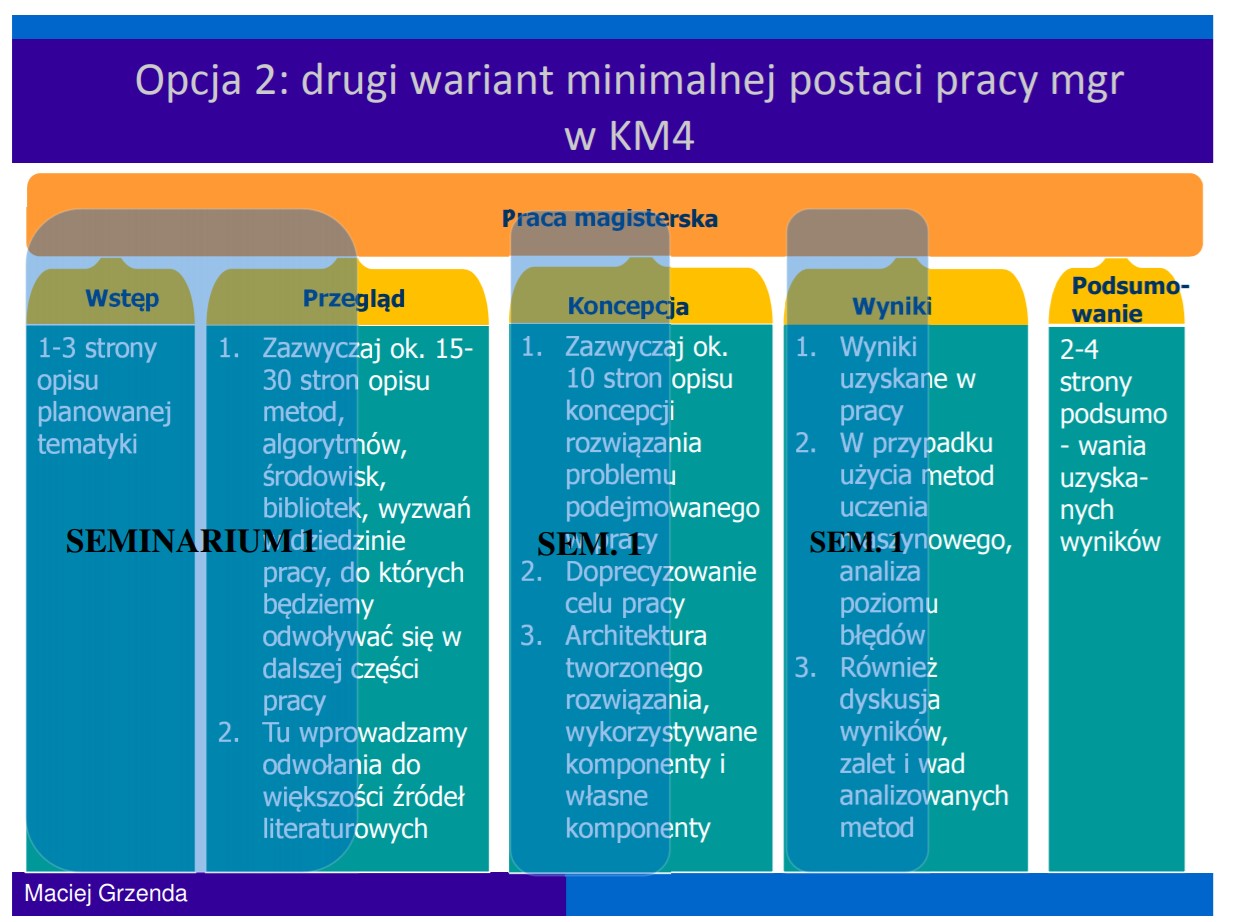 Opcja 2: drugi wariant minimalnej postaci pracy mgr
w KM4
Praca magisterska
Wstęp
1-3 strony
opisu
planowanej
tematyki
Przegląd
1. Zazwyczaj ok. 15-
30 stron opisu
metod,
algorytmów,
środowisk,
bibliotek, wyzwań
w dziedzinie
pracy, do których
będziemy
odwoływać się w
dalszej części
pracy
2. Tu wprowadzamy
odwołania do
większości źródeł
literaturowych
SEMINARIUM 1
Koncepcja
1. Zazwyczaj ok.
10 stron opisu
koncepcji
rozwiązania
problemu
podejmowanego
w pracy
2. Doprecyzowanie
celu pracy
3. Architektura
tworzonego
rozwiązania,
wykorzystywane
komponenty i
własne
komponenty
SEM. 1
Wyniki
1. Wyniki
uzyskane w
pracy
2. W przypadku
użycia metod
uczenia
maszynowego,
analiza
poziomu
błędów
3. Również
dyskusja
wyników,
zalet i wad
analizowanych
metod
SEM. 1
Podsumo-
wanie
2-4
strony
podsumo
- wania
uzyska-
nych
wyników
Maciej Grzenda